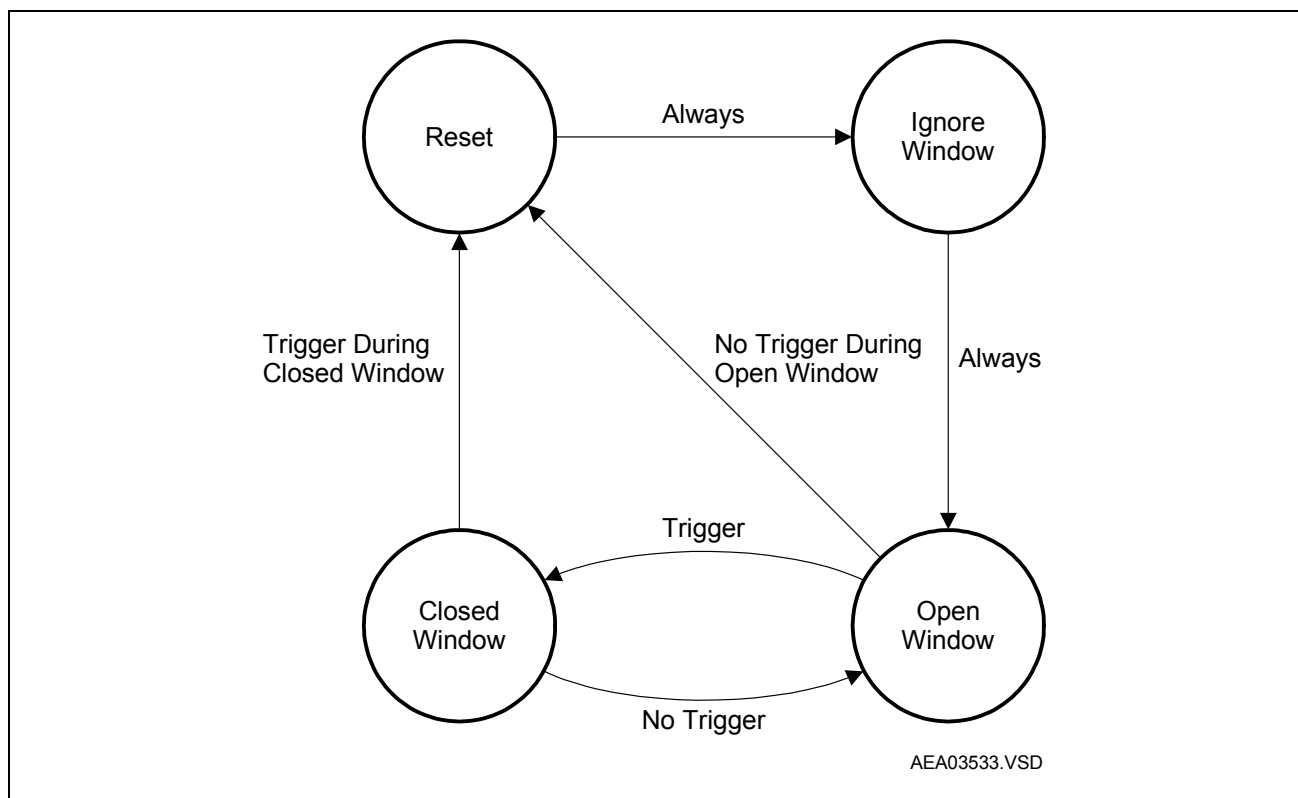 Reset
Always
Ignore
Window
Trigger During
Closed Window
No Trigger During
Open Window
Always
Trigger
Closed
Window
Open
Window
No Trigger
AEA03533.VSD